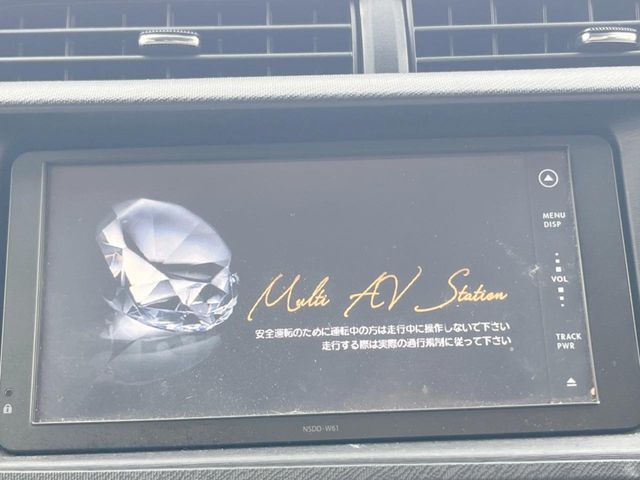 MENU
DISP
VOL
Multi AV Station
安全運転のために運転中の方は走行中に操作しないで下さい
走行する際は実際の通行規則に従って下さい
TRACK
PWR
NSDD-W61